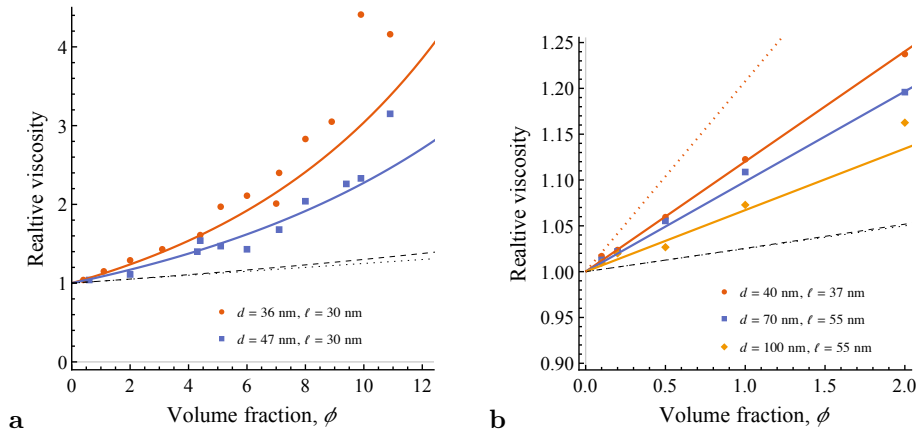 Realtive viscosity
4
3
2
1
0
0 2 4 6 8 10 12
Volume fraction, ϕ
d = 36 nm, ℓ = 30 nm
d = 47 nm, ℓ = 30 nm
a
Realtive viscosity
1.25
1.20
1.15
1.10
1.05
1.00
0.95
0.90
0.0 0.5 1.0 1.5 2.0
Volume fraction, ϕ
d = 40 nm, ℓ = 37 nm
d = 70 nm, ℓ = 55 nm
d = 100 nm, ℓ = 55 nm
b